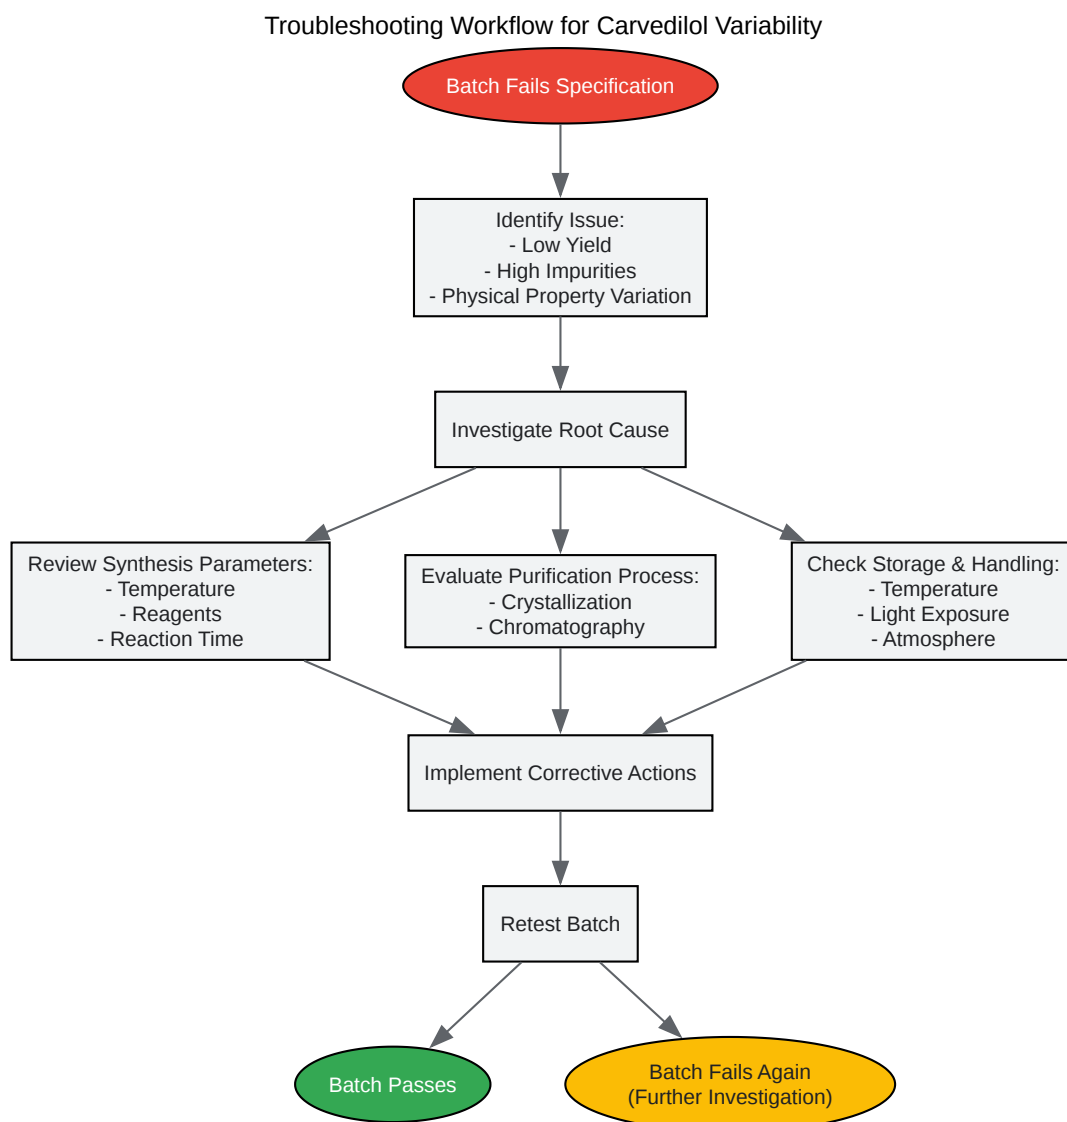 Troubleshooting Workflow for Carvedilol Variability
Batch Fails Specification
Identify Issue:
- Low Yield
- High Impurities
- Physical Property Variation
Investigate Root Cause
Review Synthesis Parameters:
- Temperature
- Reagents
- Reaction Time
Evaluate Purification Process:
- Crystallization
- Chromatography
Check Storage & Handling:
- Temperature
- Light Exposure
- Atmosphere
Implement Corrective Actions
Retest Batch
Batch Passes
Batch Fails Again
(Further Investigation)